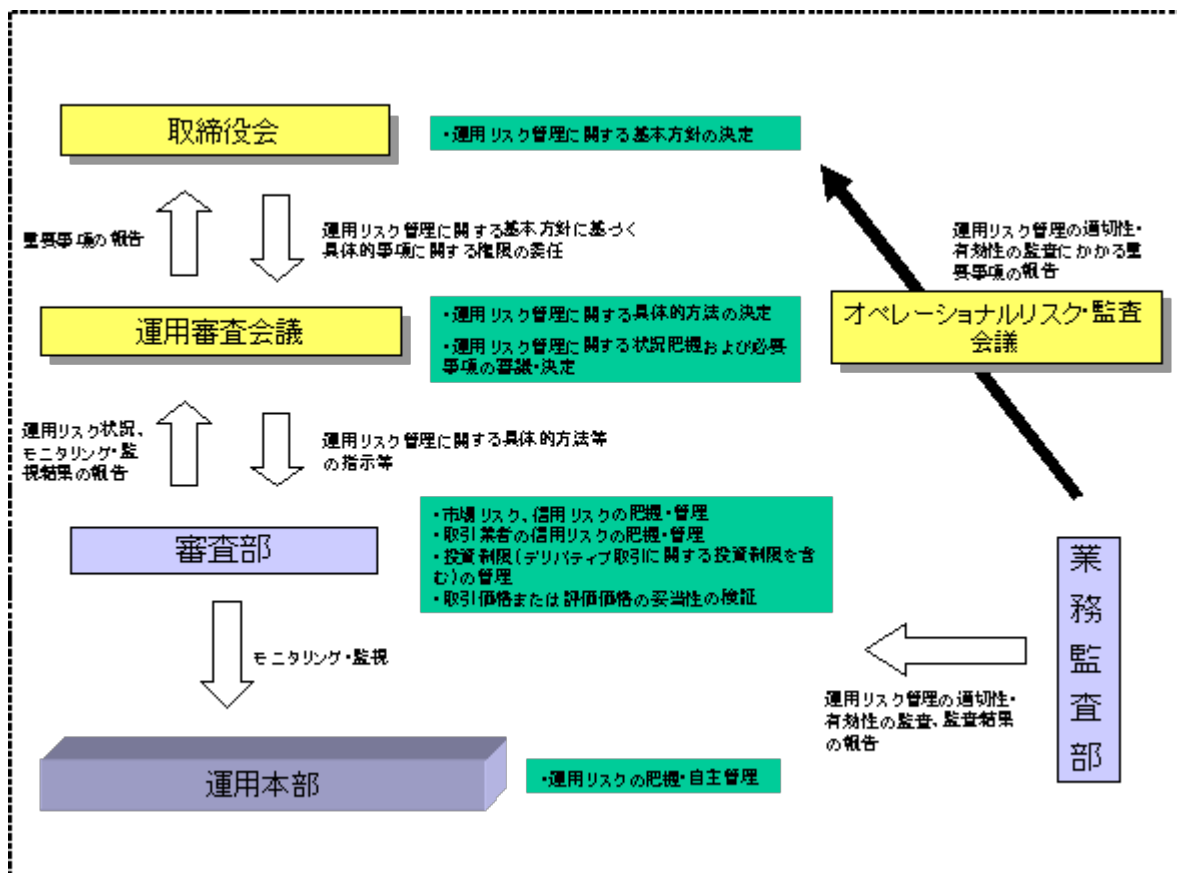 取締役会
・運用リスク管理に関する基本方針の決定
重要事項の報告
運用リスク管理に関する基本方針に基づく
具体的事項に関する権限の委任
運用リスク管理の適切性・
有効性の監査にかかる重
要事項の報告
運用審査会議
・運用リスク管理に関する具体的方法の決定
・運用リスク管理に関する状況把握および必要
事項の審議・決定
オペレーショナルリスク・監査
会議
運用リスク状況、
モニタリング・監
視結果の報告
運用リスク管理に関する具体的方法等
の指示等
審査部
・市場リスク、信用リスクの把握・管理
・取引業者の信用リスクの把握・管理
・投資制限(デリバティブ取引に関する投資制限を含
む)の管理
・取引価格または評価価格の妥当性の検証
業務監査部
モニタリング・監視
運用リスク管理の適切性・
有効性の監査、監査結果
の報告
運用本部
・運用リスクの把握・自主管理